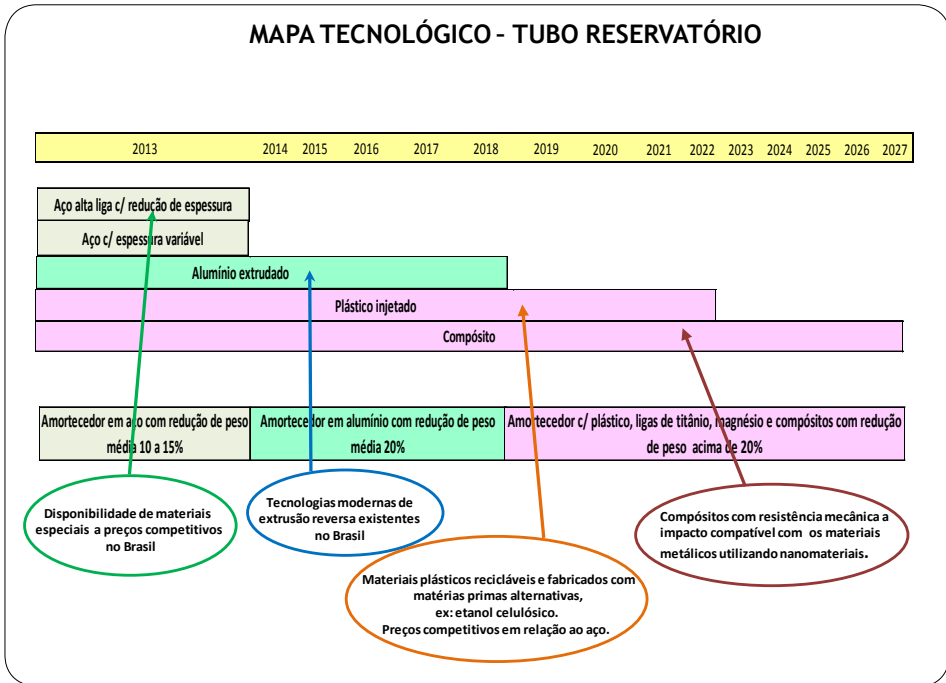 MAPA TECNOLÓGICO – TUBO RESERVATÓRIO
2013 2014 2015 2016 2017 2018 2019 2020 2021 2022 2023 2024 2025 2026 2027
Aço alta liga c/ redução de espessura
Aço c/ espessura variável
Alumínio extrudado
Plástico injetado
Compósito
Amortecedor em aço com redução de peso
média 10 a 15%
Amortecedor em alumínio com redução de peso
média 20%
Amortecedor c/ plástico, ligas de titânio, magnésio e compósitos com redução
de peso acima de 20%
Disponibilidade de materiais
especiais a preços competitivos
no Brasil
Tecnologias modernas de
extrusão reversa existentes
no Brasil
Materiais plásticos recicláveis e fabricados com
matérias primas alternativas,
ex: etanol celulósico.
Preços competitivos em relação ao aço.
Compósitos com resistência mecânica a
impacto compatível com os materiais
metálicos utilizando nanomateriais.